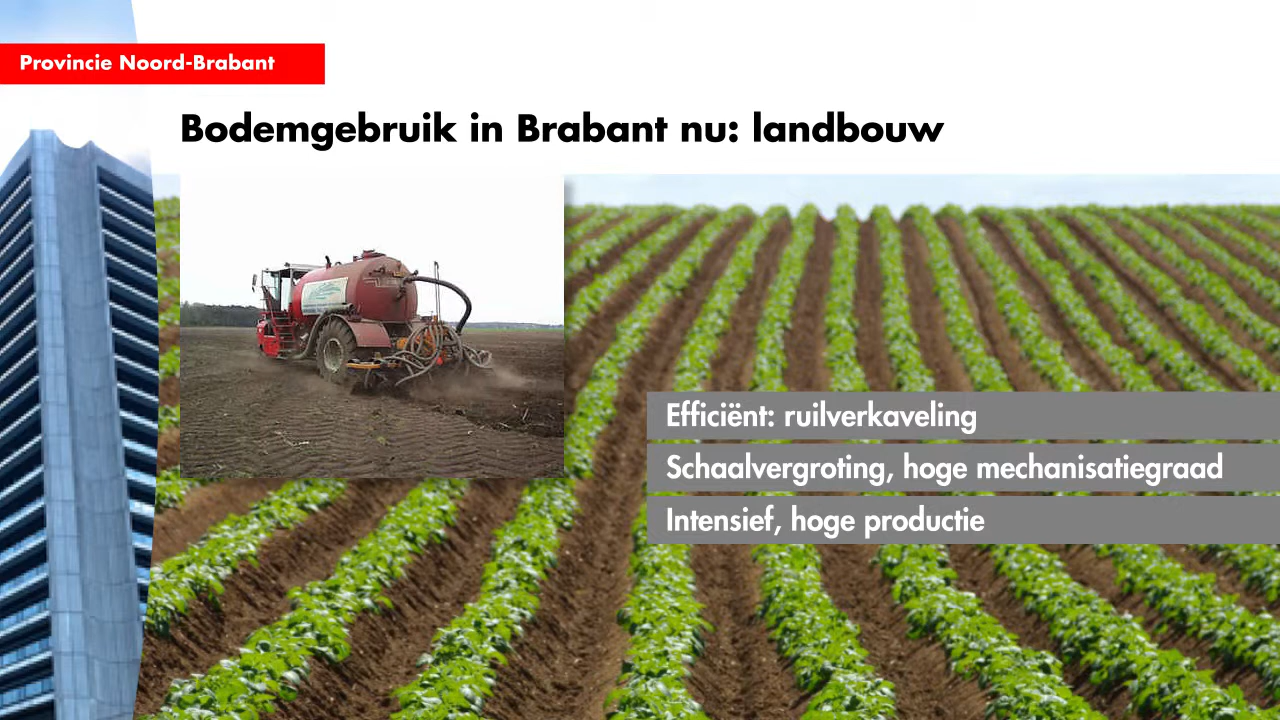 Provincie Noord-Brabant
Bodemgebruik in Brabant nu: landbouw
Efficiënt: ruilverkaveling
Schaalvergroting, hoge mechanisatiegraad
Intensief, hoge productie